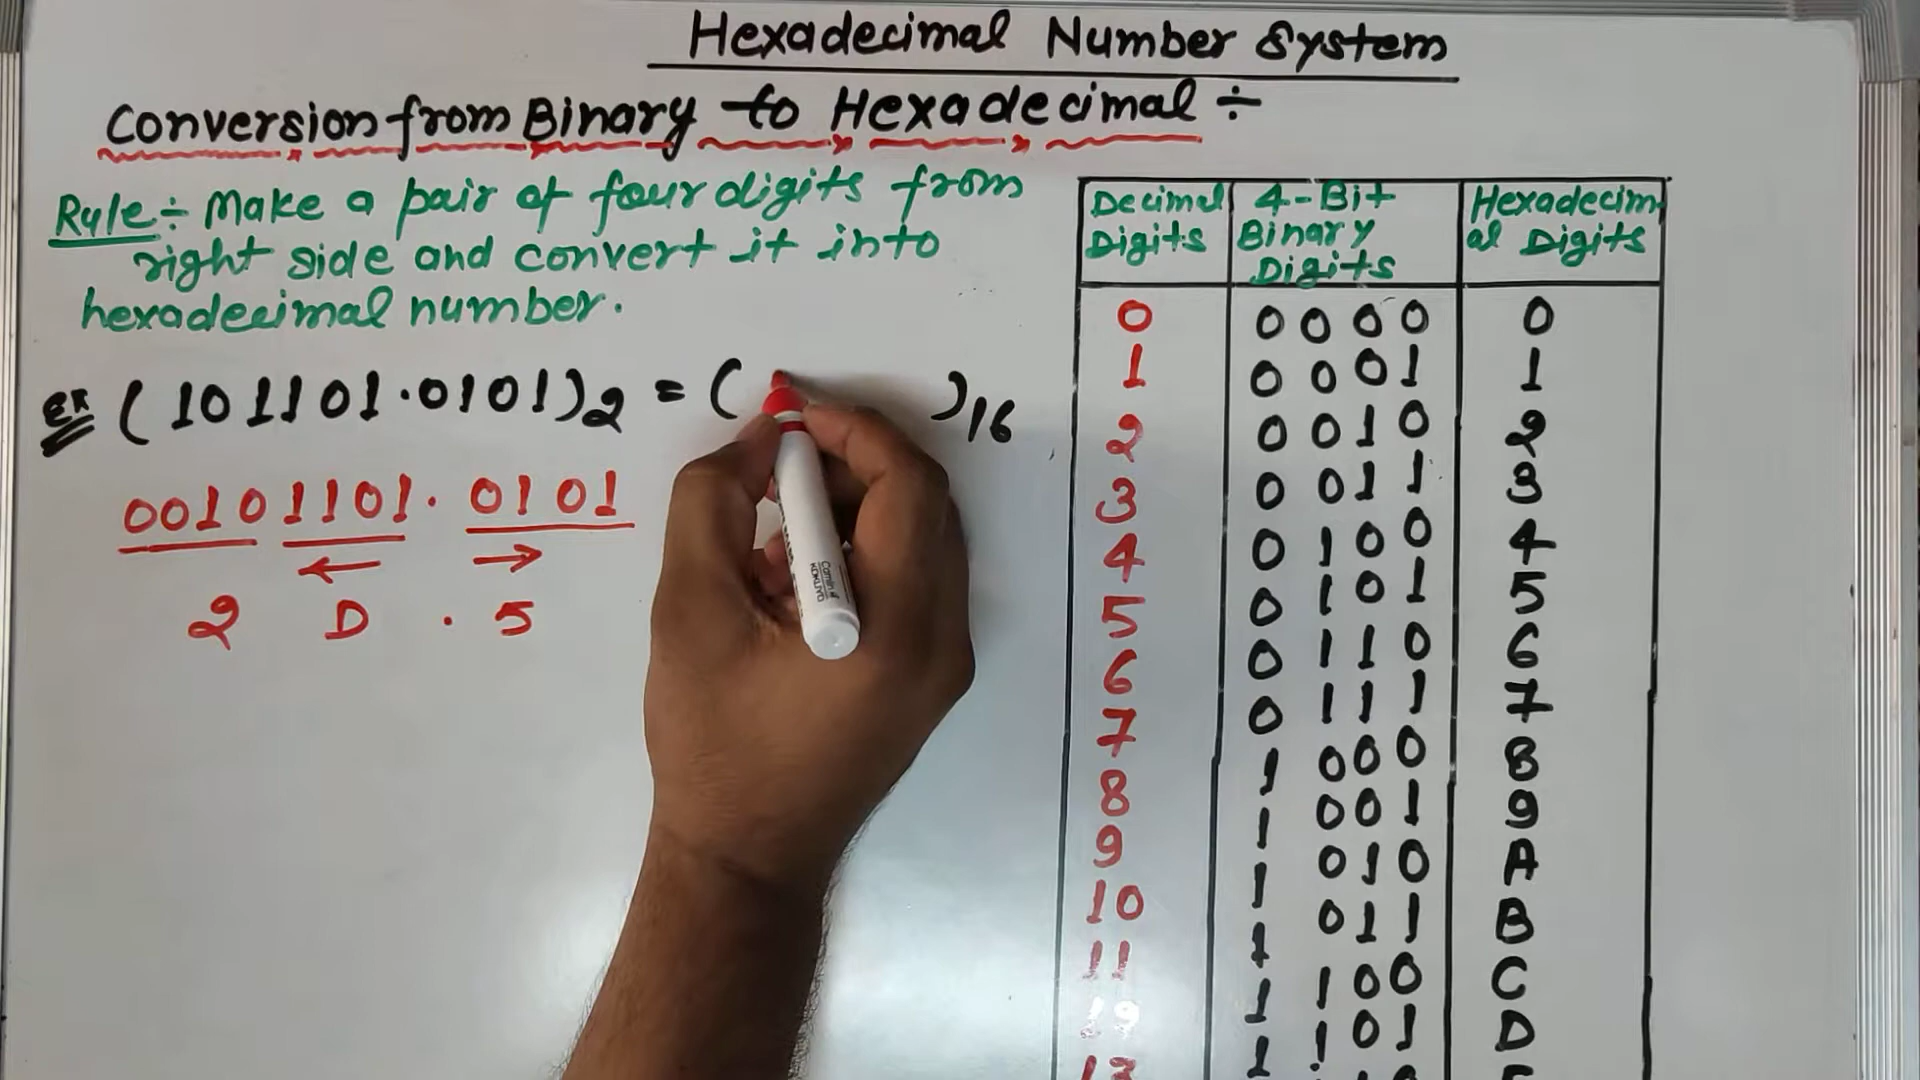 Hexadecimal Number System
Conversion from Binary to Hexadecimal ÷
Rule ÷ Make a pair of four digits from
right side and convert it into
hexadecimal number.
ex (101101.0101)2 = ( )16
00101101.0101
← →
2 D . 5
Decimal Digits | 4-Bit Binary Digits | Hexadecimal Digits
0 0000 0
1 0001 1
2 0010 2
3 0011 3
4 0100 4
5 0101 5
6 0110 6
7 0111 7
8 1000 8
9 1001 9
10 1010 A
11 1011 B
12 1100 C
13 1101 D
Camlin
KOKUYO